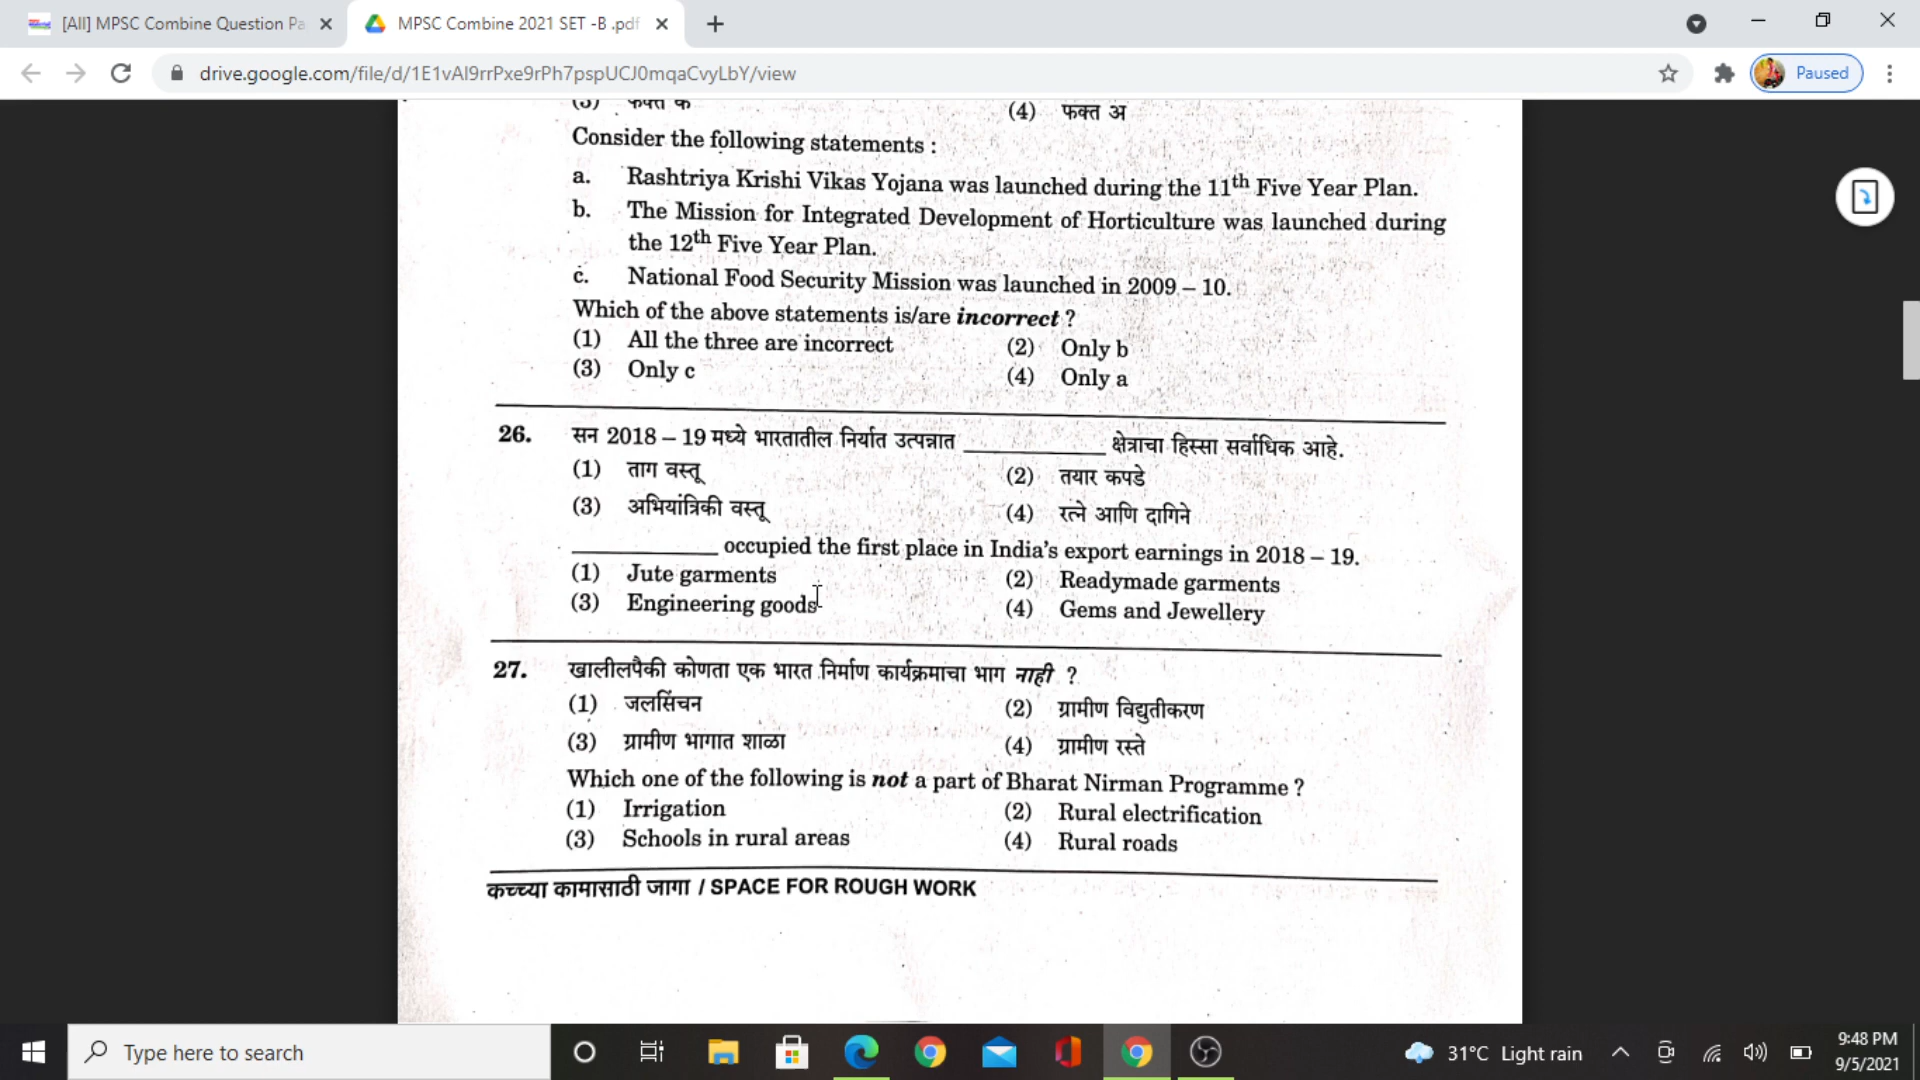 [All] MPSC Combine Question Pa
MPSC Combine 2021 SET -B .pdf
drive.google.com/file/d/1E1vAl9rrPxe9rPh7pspUCJ0mqaCvyLbY/view
Paused
(3) फक्त क
(4) फक्त अ
Consider the following statements :
a. Rashtriya Krishi Vikas Yojana was launched during the 11th Five Year Plan.
b. The Mission for Integrated Development of Horticulture was launched during
the 12th Five Year Plan.
c. National Food Security Mission was launched in 2009 – 10.
Which of the above statements is/are incorrect ?
(1) All the three are incorrect (2) Only b
(3) Only c (4) Only a
26. सन 2018 – 19 मध्ये भारतातील निर्यात उत्पन्नात ____________ क्षेत्राचा हिस्सा सर्वाधिक आहे.
(1) ताग वस्तू (2) तयार कपडे
(3) अभियांत्रिकी वस्तू (4) रत्ने आणि दागिने
____________ occupied the first place in India's export earnings in 2018 – 19.
(1) Jute garments (2) Readymade garments
(3) Engineering goods (4) Gems and Jewellery
27. खालीलपैकी कोणता एक भारत निर्माण कार्यक्रमाचा भाग नाही ?
(1) जलसिंचन (2) ग्रामीण विद्युतीकरण
(3) ग्रामीण भागात शाळा (4) ग्रामीण रस्ते
Which one of the following is not a part of Bharat Nirman Programme ?
(1) Irrigation (2) Rural electrification
(3) Schools in rural areas (4) Rural roads
कच्च्या कामासाठी जागा / SPACE FOR ROUGH WORK
Type here to search
31°C Light rain
9:48 PM
9/5/2021